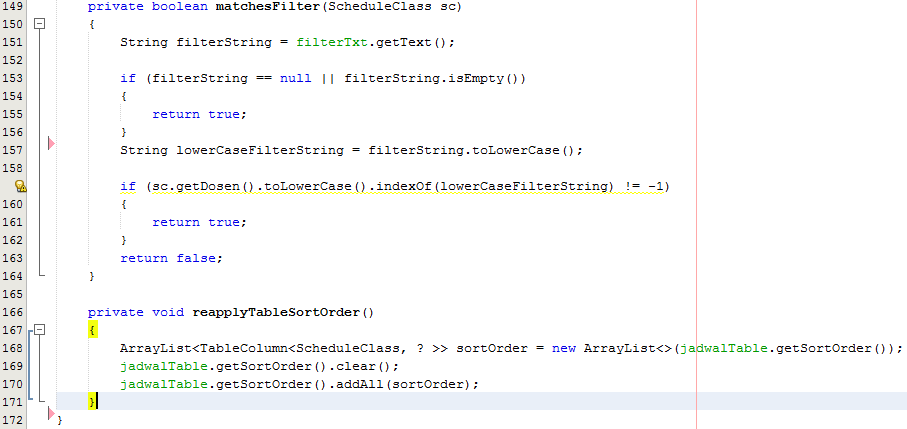 149 private boolean matchesFilter(ScheduleClass sc)
150 {
151 String filterString = filterTxt.getText();
152
153 if (filterString == null || filterString.isEmpty())
154 {
155 return true;
156 }
157 String lowerCaseFilterString = filterString.toLowerCase();
158
if (sc.getDosen().toLowerCase().indexOf(lowerCaseFilterString) != -1)
160 {
161 return true;
162 }
163 return false;
164 }
165
166 private void reapplyTableSortOrder()
167 {
168 ArrayList<TableColumn<ScheduleClass, ? >> sortOrder = new ArrayList<>(jadwalTable.getSortOrder());
169 jadwalTable.getSortOrder().clear();
170 jadwalTable.getSortOrder().addAll(sortOrder);
171 }
172 }